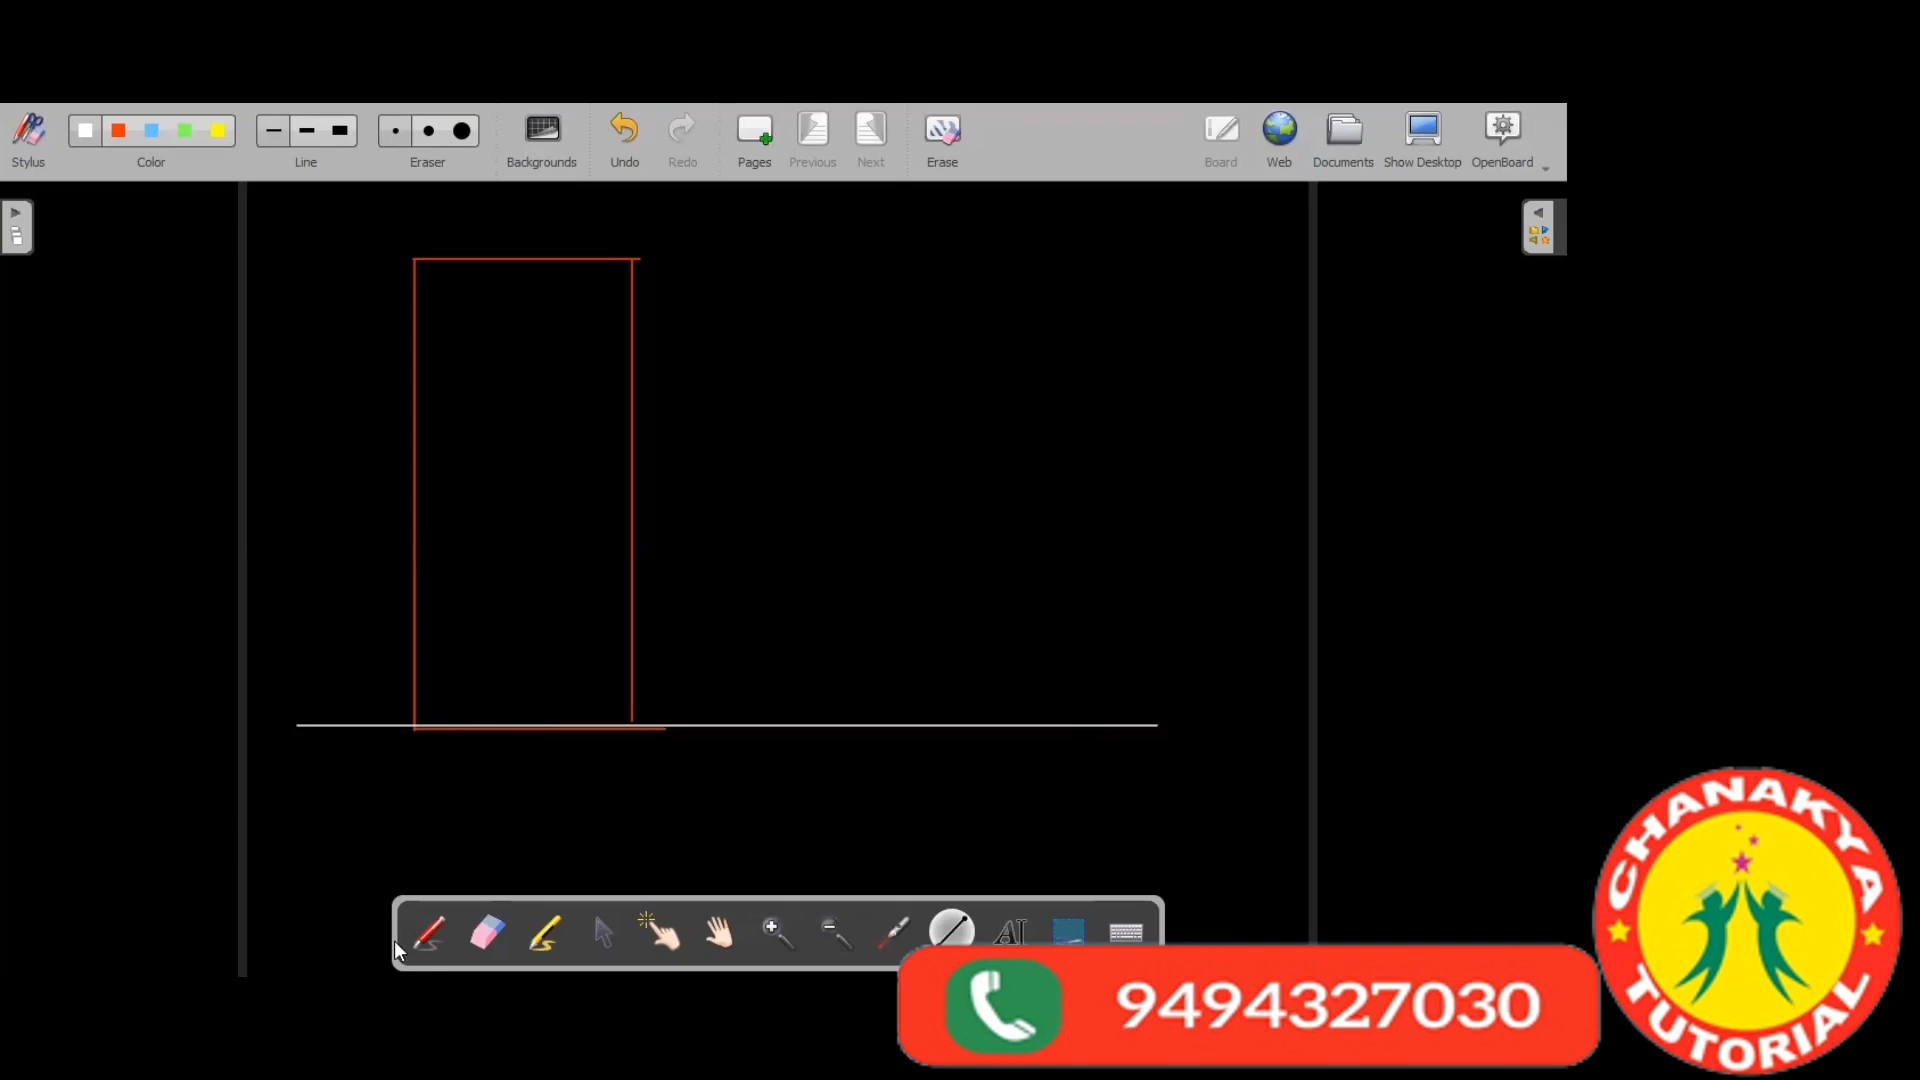 Stylus Color Line Eraser Backgrounds Undo Redo Pages Previous Next Erase Board Web Documents Show Desktop OpenBoard
AI
9494327030
CHANAKYA
TUTORIAL